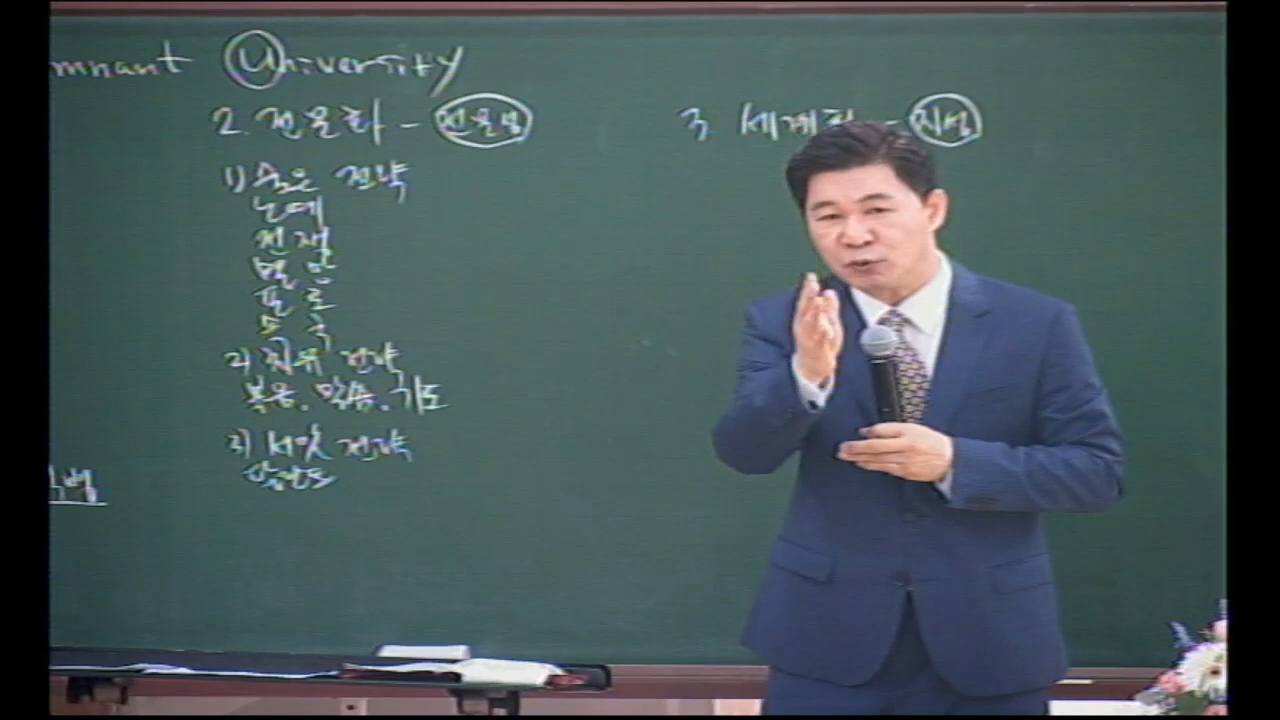 mnant University
2. 전문화 - 전문성
3. 세계화 - 지성
1) 숨은 전략
노예
전쟁
포로
속국
2) 치유 전략
복음. 말씀. 기도
3) 서밋 전략